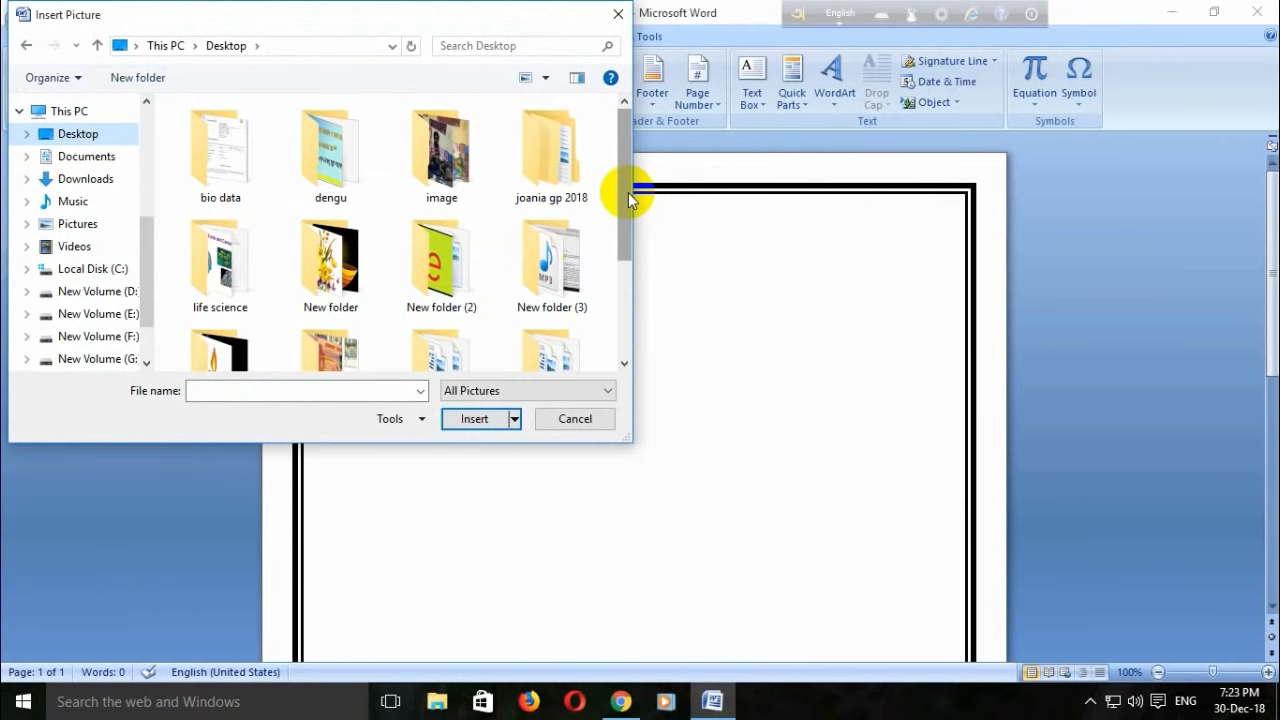 Insert Picture
- Microsoft Word
English
This PC
Desktop
Search Desktop
Tools
Organize
New folder
Signature Line
Date & Time
Object
Footer
Page
Number
Text
Box
Quick
Parts
WordArt
Drop
Cap
Equation
Symbol
ader & Footer
Text
Symbols
This PC
Desktop
Documents
Downloads
Music
Pictures
Videos
Local Disk (C:)
New Volume (D:
New Volume (E:)
New Volume (F:)
New Volume (G:
bio data
dengu
image
joania gp 2018
life science
New folder
New folder (2)
New folder (3)
MP3
File name:
All Pictures
Tools
Insert
Cancel
Page: 1 of 1
Words: 0
English (United States)
100%
Search the web and Windows
ENG
7:23 PM
30-Dec-18